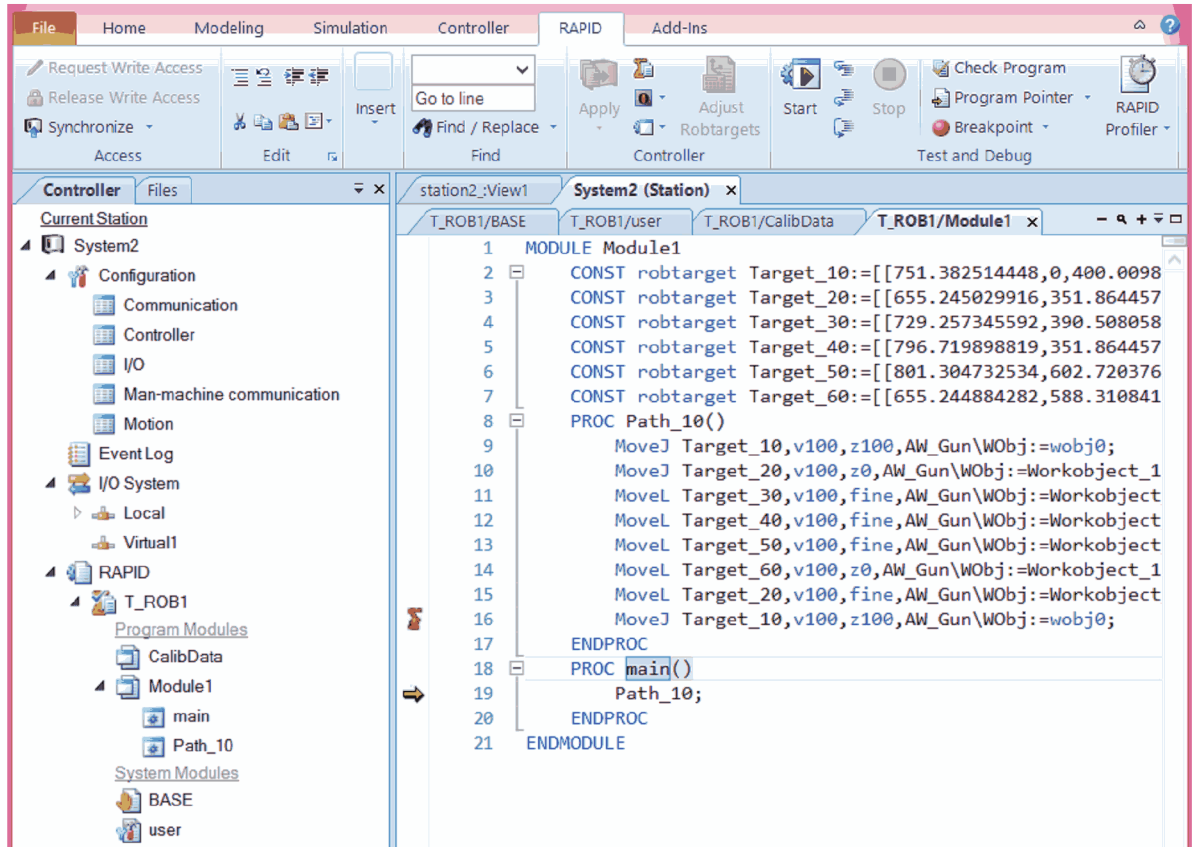 File Home Modeling Simulation Controller RAPID Add-Ins
Request Write Access
Release Write Access
Synchronize
Access
Edit
Insert
Go to line
Find / Replace
Find
Apply
Adjust
Robtargets
Controller
Start
Stop
Check Program
Program Pointer
Breakpoint
Test and Debug
RAPID
Profiler
Controller Files
Current Station
System2
Configuration
Communication
Controller
I/O
Man-machine communication
Motion
Event Log
I/O System
Local
Virtual1
RAPID
T_ROB1
Program Modules
CalibData
Module1
main
Path_10
System Modules
BASE
user
station2_:View1 System2 (Station)
T_ROB1/BASE T_ROB1/user T_ROB1/CalibData T_ROB1/Module1
1 MODULE Module1
2 CONST robtarget Target_10:=[[751.382514448,0,400.0098
3 CONST robtarget Target_20:=[[655.245029916,351.864457
4 CONST robtarget Target_30:=[[729.257345592,390.508058
5 CONST robtarget Target_40:=[[796.719898819,351.864457
6 CONST robtarget Target_50:=[[801.304732534,602.720376
7 CONST robtarget Target_60:=[[655.244884282,588.310841
8 PROC Path_10()
9 MoveJ Target_10,v100,z100,AW_Gun\WObj:=wobj0;
10 MoveJ Target_20,v100,z0,AW_Gun\WObj:=Workobject_1
11 MoveL Target_30,v100,fine,AW_Gun\WObj:=Workobject
12 MoveL Target_40,v100,fine,AW_Gun\WObj:=Workobject
13 MoveL Target_50,v100,fine,AW_Gun\WObj:=Workobject
14 MoveL Target_60,v100,z0,AW_Gun\WObj:=Workobject_1
15 MoveL Target_20,v100,fine,AW_Gun\WObj:=Workobject
16 MoveJ Target_10,v100,z100,AW_Gun\WObj:=wobj0;
17 ENDPROC
18 PROC main()
19 Path_10;
20 ENDPROC
21 ENDMODULE